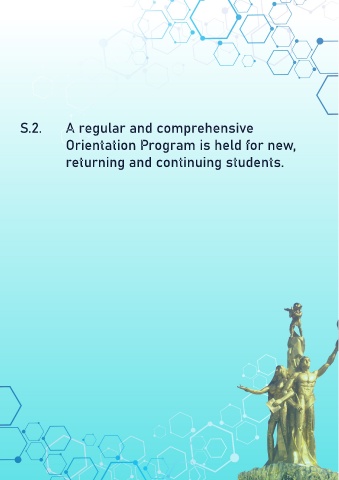 S.2. A regular and comprehensive
Orientation Program is held for new,
returning and continuing students.